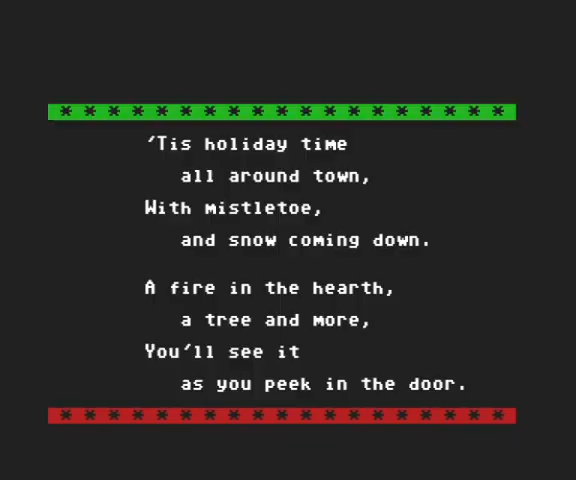 * * * * * * * * * * * * * * * * * * *
'Tis holiday time
all around town,
With mistletoe,
and snow coming down.
A fire in the hearth,
a tree and more,
You'll see it
as you peek in the door.
* * * * * * * * * * * * * * * * * * *